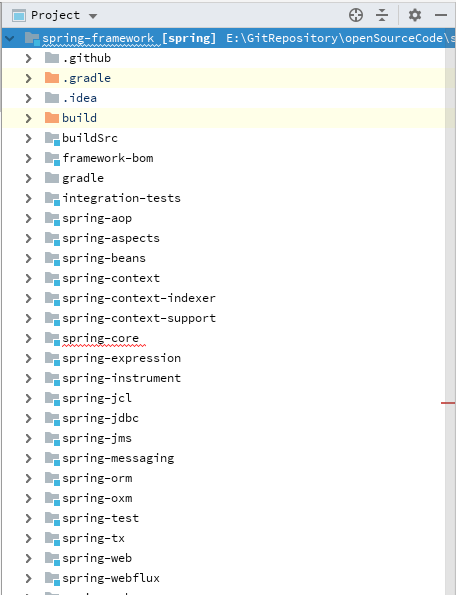 Project
spring-framework [spring] E:\GitRepository\openSourceCode\s
.github
.gradle
.idea
build
buildSrc
framework-bom
gradle
integration-tests
spring-aop
spring-aspects
spring-beans
spring-context
spring-context-indexer
spring-context-support
spring-core
spring-expression
spring-instrument
spring-jcl
spring-jdbc
spring-jms
spring-messaging
spring-orm
spring-oxm
spring-test
spring-tx
spring-web
spring-webflux